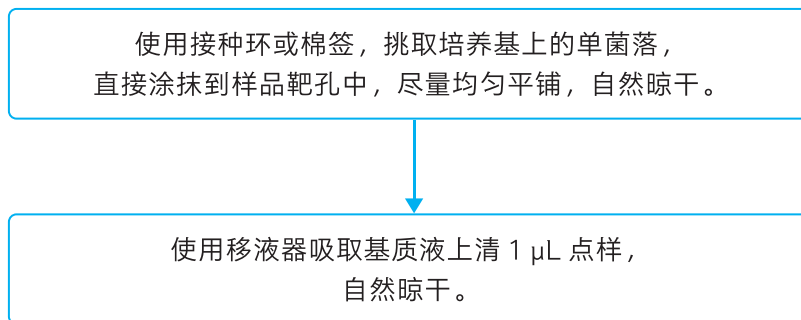 使用接种环或棉签，挑取培养基上的单菌落，
直接涂抹到样品靶孔中，尽量均匀平铺，自然晾干。
使用移液器吸取基质液上清 1 μL 点样，
自然晾干。